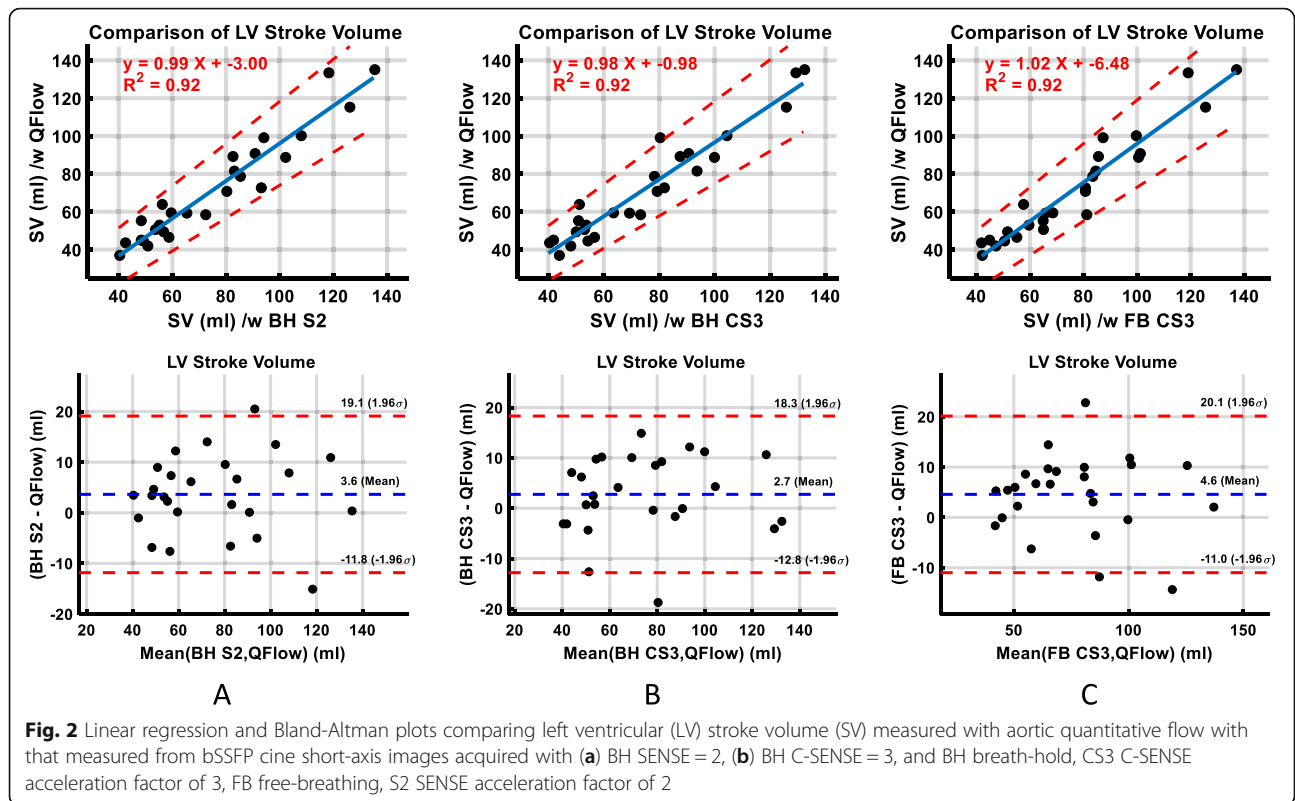 Comparison of LV Stroke Volume
y = 0.99 X + -3.00
R² = 0.92
SV (ml) /w QFlow
140
120
100
80
60
40
40 60 80 100 120 140
SV (ml) /w BH S2
Comparison of LV Stroke Volume
y = 0.98 X + -0.98
R² = 0.92
SV (ml) /w QFlow
140
120
100
80
60
40
40 60 80 100 120 140
SV (ml) /w BH CS3
Comparison of LV Stroke Volume
y = 1.02 X + -6.48
R² = 0.92
SV (ml) /w QFlow
140
120
100
80
60
40
40 60 80 100 120 140
SV (ml) /w FB CS3
LV Stroke Volume
(BH S2 - QFlow) (ml)
20
10
0
-10
-20
19.1 (1.96σ)
3.6 (Mean)
-11.8 (-1.96σ)
20 40 60 80 100 120 140
Mean(BH S2,QFlow) (ml)
A
LV Stroke Volume
(BH CS3 - QFlow) (ml)
20
10
0
-10
-20
18.3 (1.96σ)
2.7 (Mean)
-12.8 (-1.96σ)
20 40 60 80 100 120 140
Mean(BH CS3,QFlow) (ml)
B
LV Stroke Volume
(FB CS3 - QFlow) (ml)
20
10
0
-10
20.1 (1.96σ)
4.6 (Mean)
-11.0 (-1.96σ)
50 100 150
Mean(FB CS3,QFlow) (ml)
C
Fig. 2 Linear regression and Bland-Altman plots comparing left ventricular (LV) stroke volume (SV) measured with aortic quantitative flow with
that measured from bSSFP cine short-axis images acquired with (a) BH SENSE = 2, (b) BH C-SENSE = 3, and BH breath-hold, CS3 C-SENSE
acceleration factor of 3, FB free-breathing, S2 SENSE acceleration factor of 2